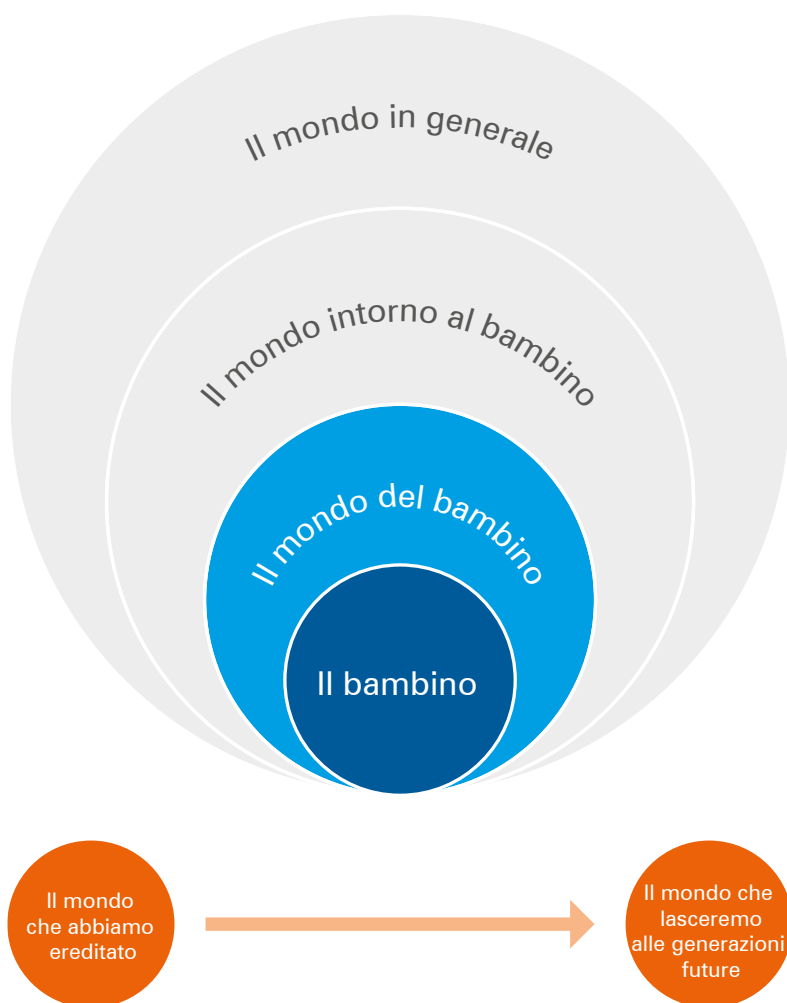 Il mondo in generale
Il mondo intorno al bambino
Il mondo del bambino
Il bambino
Il mondo
che abbiamo
ereditato
Il mondo che
lasceremo
alle generazioni
future